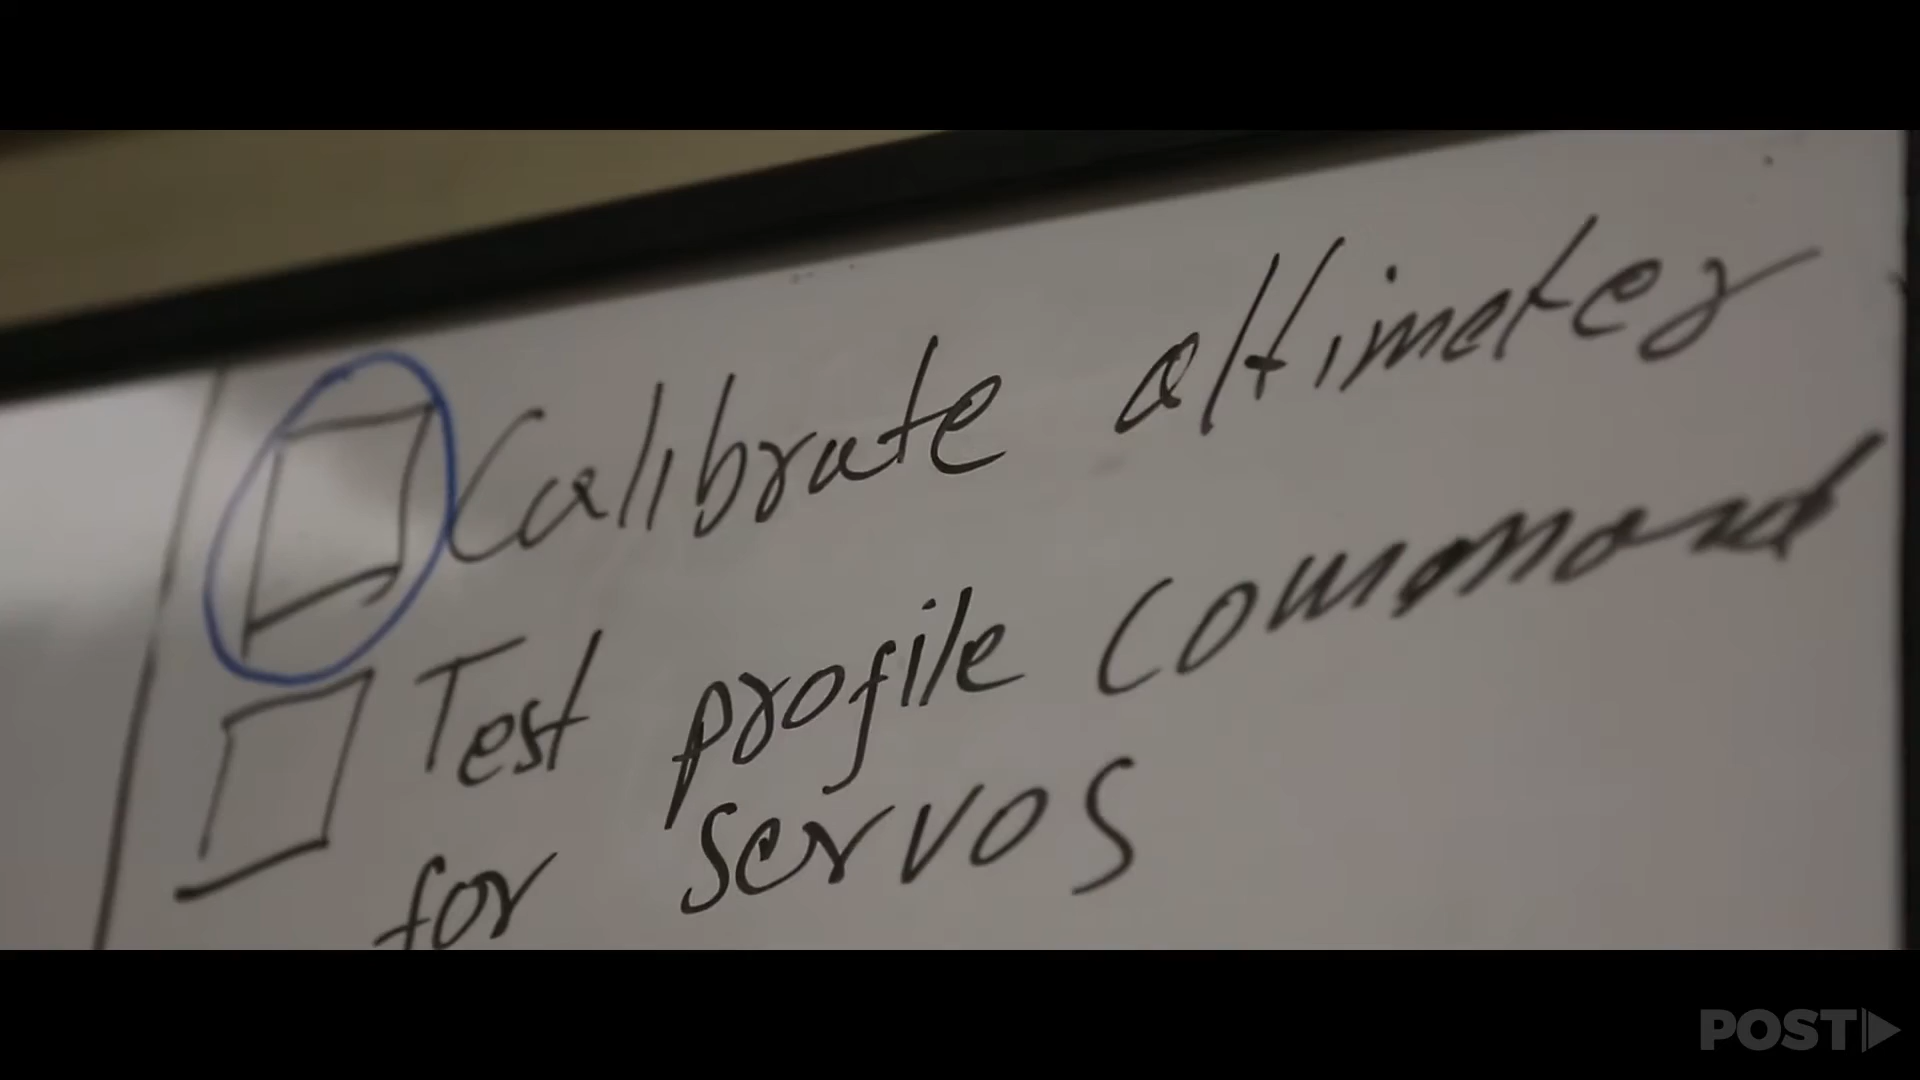 Calibrate altimeter
Test profile command
for servos
POST